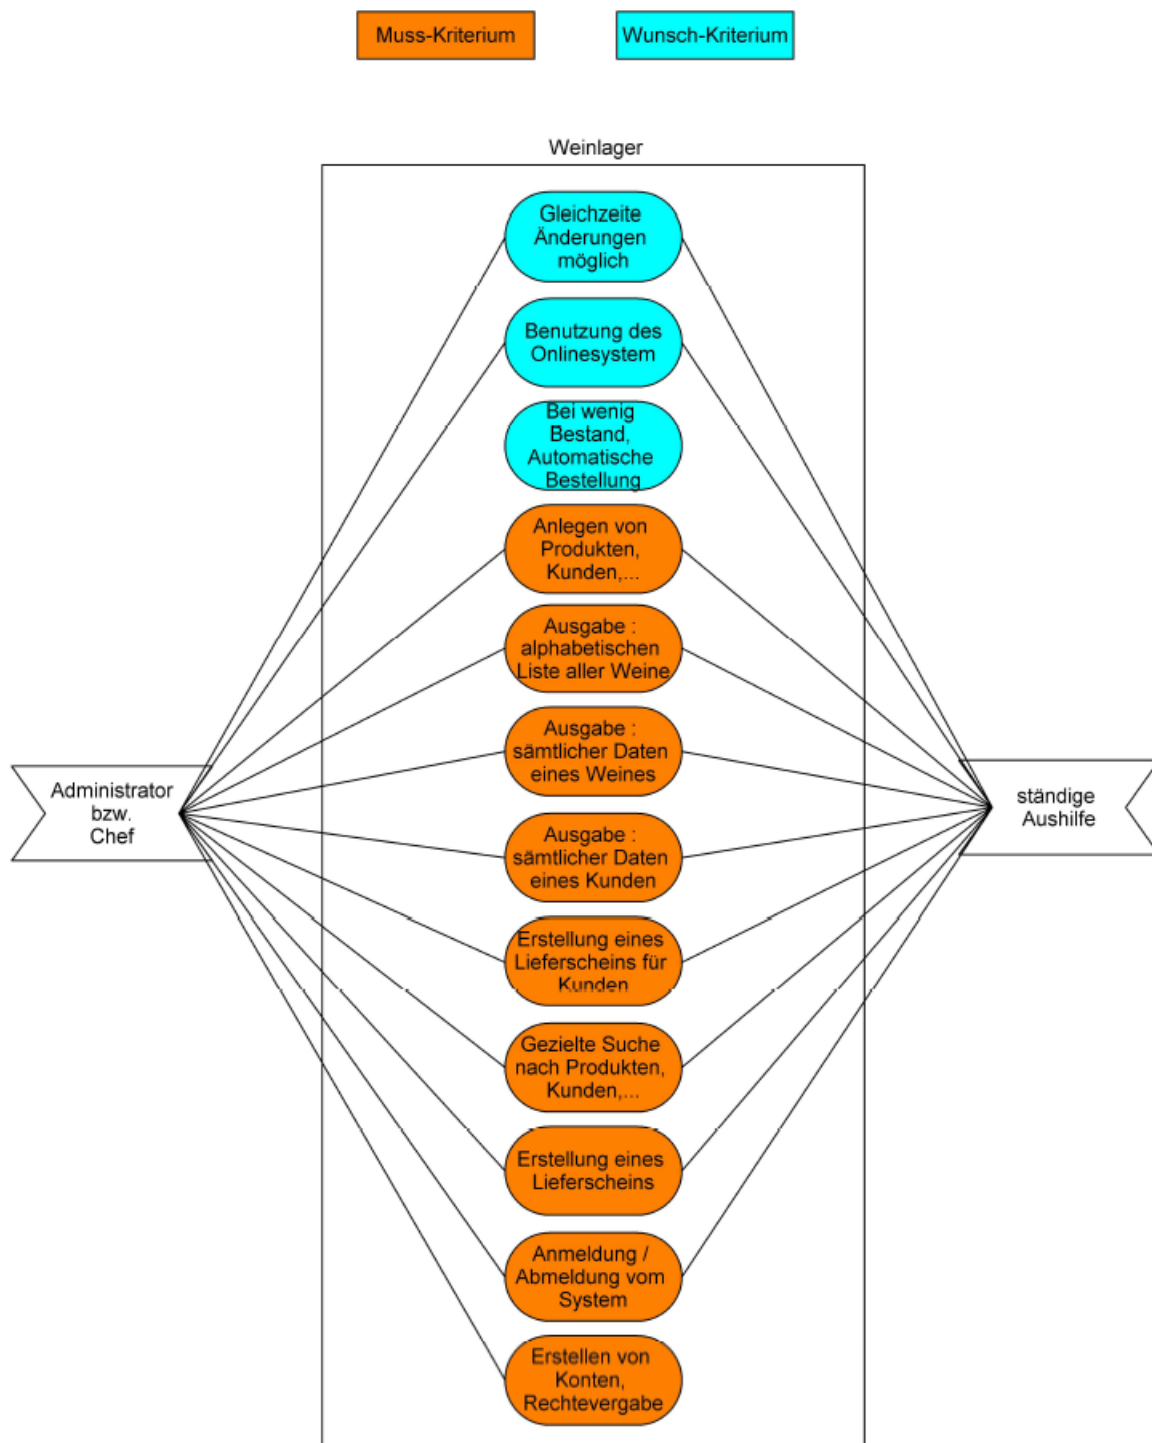 Muss-Kriterium
Wunsch-Kriterium
Weinlager
Gleichzeite
Änderungen
möglich
Benutzung des
Onlinesystem
Bei wenig
Bestand,
Automatische
Bestellung
Anlegen von
Produkten,
Kunden,...
Ausgabe :
alphabetischen
Liste aller Weine
Ausgabe :
sämtlicher Daten
eines Weines
Administrator
bzw.
Chef
ständige
Aushilfe
Ausgabe :
sämtlicher Daten
eines Kunden
Erstellung eines
Lieferscheins für
Kunden
Gezielte Suche
nach Produkten,
Kunden,...
Erstellung eines
Lieferscheins
Anmeldung /
Abmeldung vom
System
Erstellen von
Konten,
Rechtevergabe